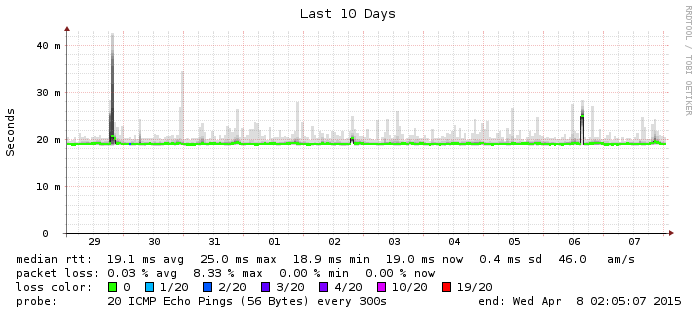 Last 10 Days
RRDTOOL / TOBI OETIKER
Seconds
40 m
30 m
20 m
10 m
0
29 30 31 01 02 03 04 05 06 07
median rtt: 19.1 ms avg 25.0 ms max 18.9 ms min 19.0 ms now 0.4 ms sd 46.0 am/s
packet loss: 0.03 % avg 8.33 % max 0.00 % min 0.00 % now
loss color: 0 1/20 2/20 3/20 4/20 10/20 19/20
probe: 20 ICMP Echo Pings (56 Bytes) every 300s end: Wed Apr 8 02:05:07 2015